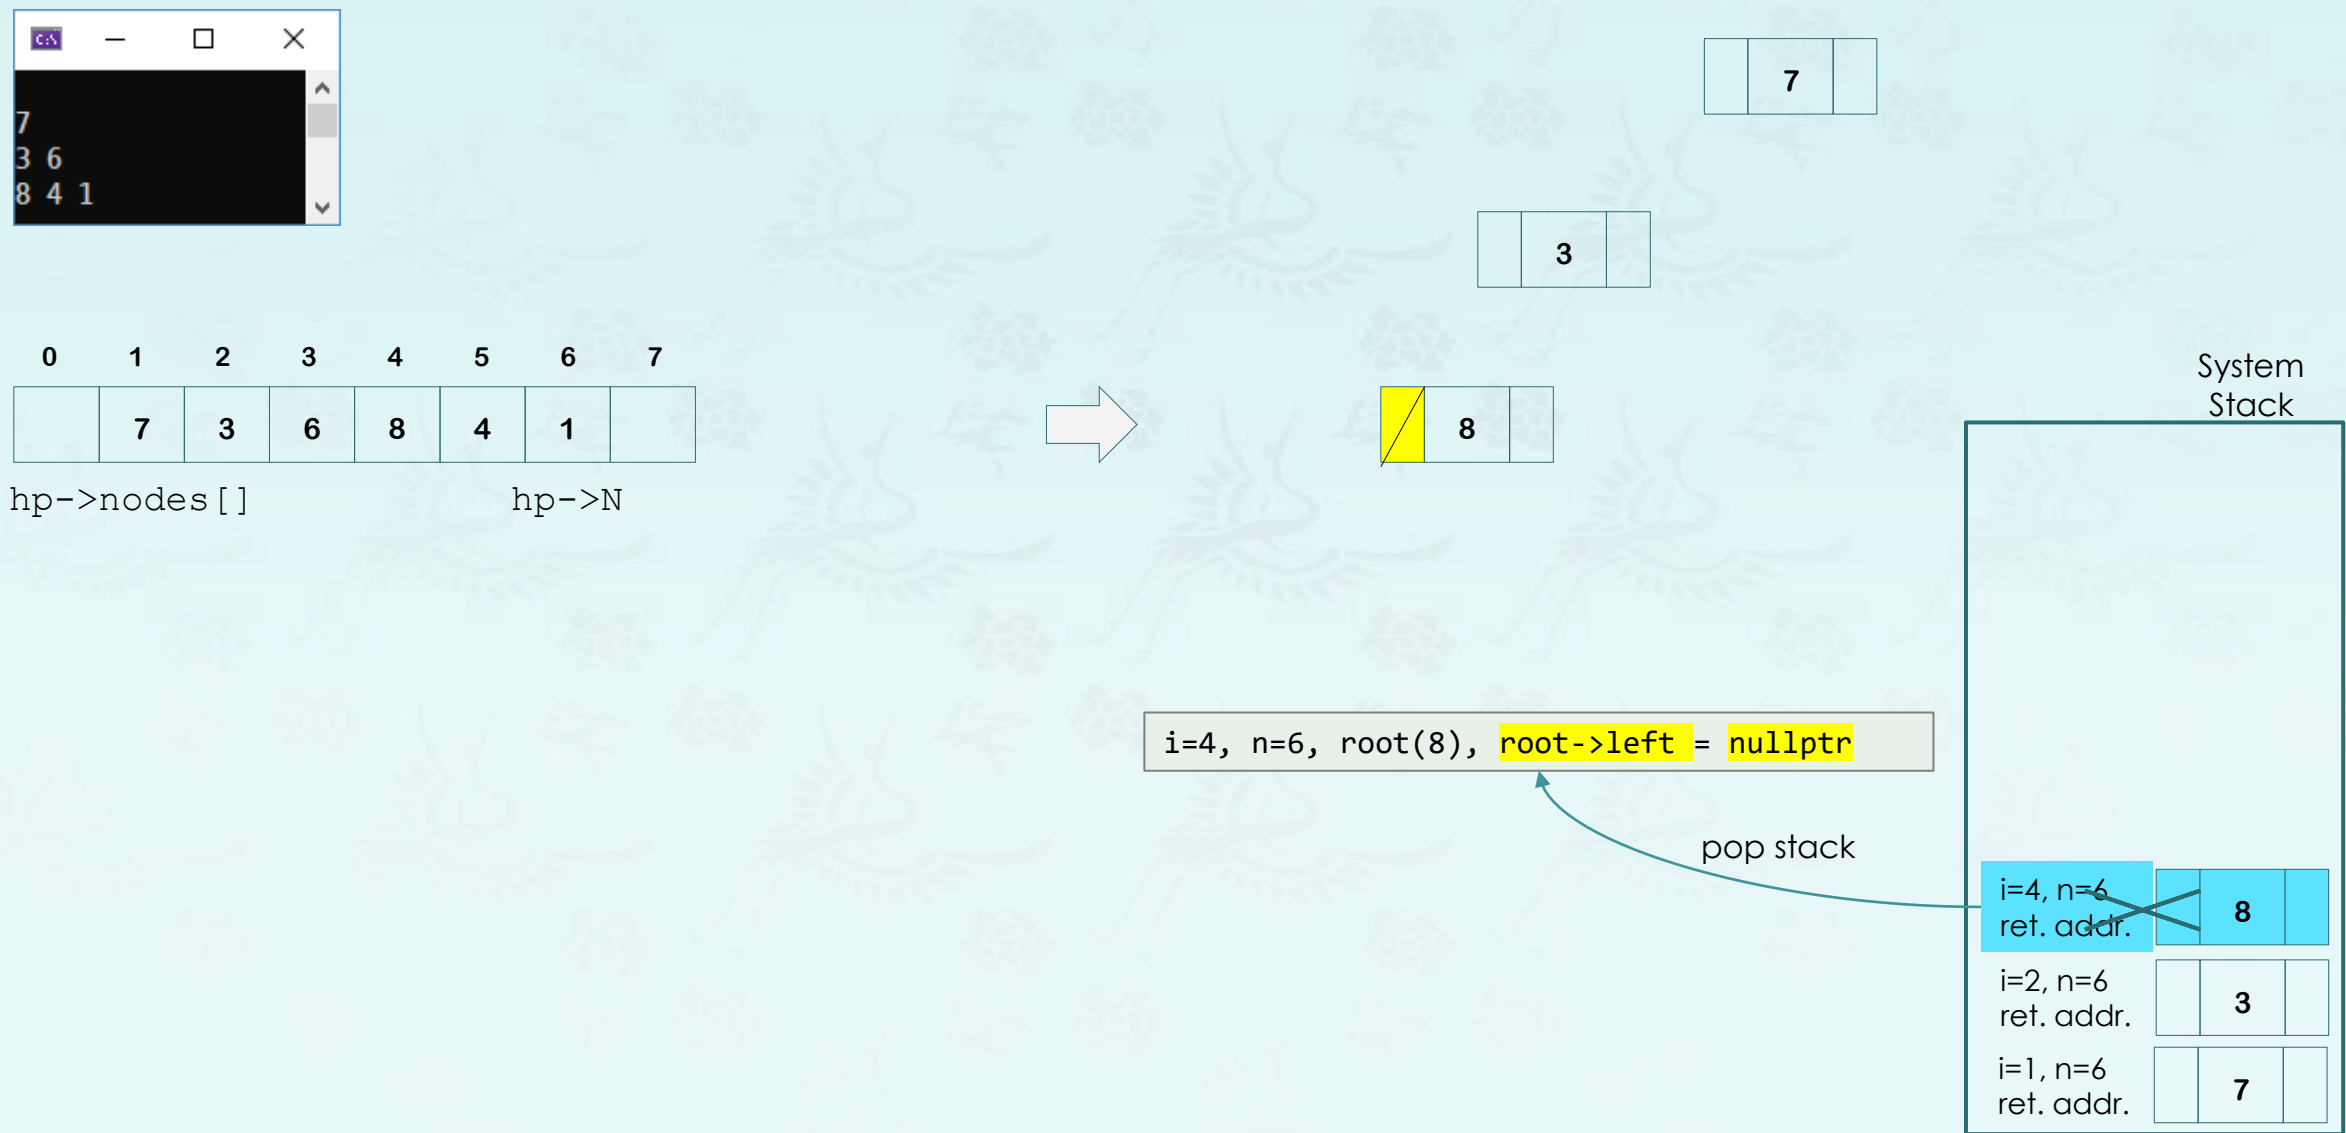 C:\
7
3 6
8 4 1
7
3
0 1 2 3 4 5 6 7
7 3 6 8 4 1
hp->nodes[]
hp->N
8
System
Stack
i=4, n=6, root(8), root->left = nullptr
pop stack
i=4, n=6
ret. addr.
8
i=2, n=6
ret. addr.
3
i=1, n=6
ret. addr.
7